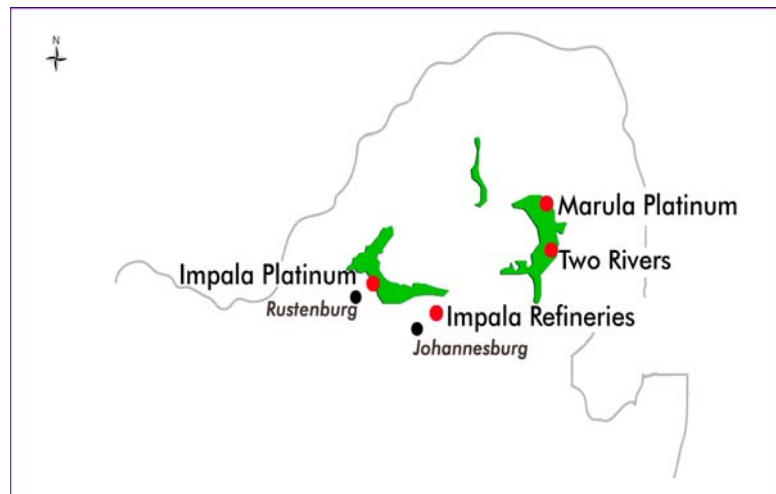 N
Marula Platinum
Two Rivers
Impala Platinum
Rustenburg
Impala Refineries
Johannesburg